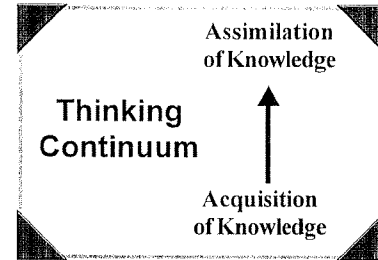 Assimilation
of Knowledge
Thinking
Continuum
Acquisition
of Knowledge